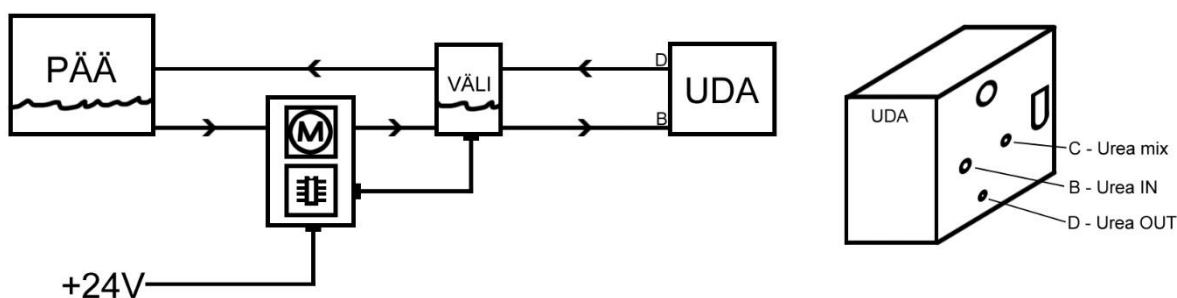 PÄÄ
VÄLI
D
B
UDA
M
+24V
UDA
C - Urea mix
B - Urea IN
D - Urea OUT